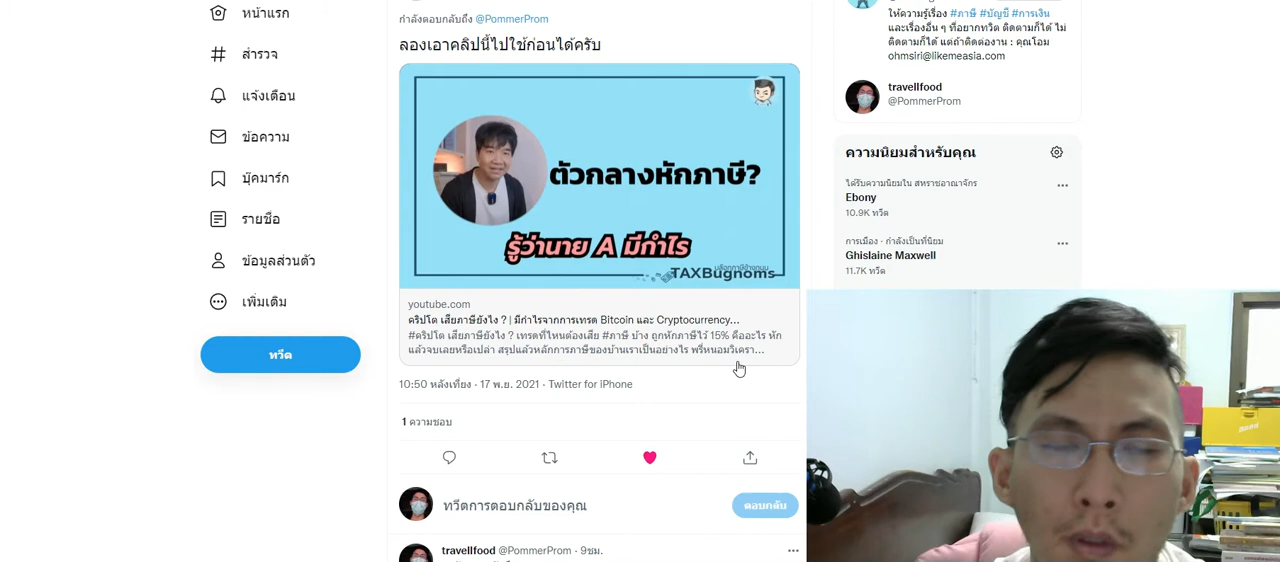 หน้าแรก
สำรวจ
แจ้งเตือน
ข้อความ
บุ๊คมาร์ก
รายชื่อ
ข้อมูลส่วนตัว
เพิ่มเติม
ทวีต
กำลังตอบกลับถึง @PommerProm
ลองเอาคลิปนี้ไปใช้ก่อนได้ครับ
ตัวกลางหักภาษี?
รู้ว่านาย A มีกำไร
บล็อกภาษีข้างถนน
TAXBugnoms
youtube.com
คริปโต เสียภาษียังไง ? | มีกำไรจากการเทรด Bitcoin และ Cryptocurrency...
#คริปโต เสียภาษียังไง ? เทรดที่ไหนต้องเสีย #ภาษี บ้าง ถูกหักภาษีไว้ 15% คืออะไร หัก
แล้วจบเลยหรือเปล่า สรุปแล้วหลักการภาษีของบ้านเราเป็นอย่างไร พรี่หนอมวิเครา...
10:50 หลังเที่ยง · 17 พ.ย. 2021 · Twitter for iPhone
1 ความชอบ
ทวีตการตอบกลับของคุณ
ตอบกลับ
travellfood @PommerProm · 9ชม.
ให้ความรู้เรื่อง #ภาษี #บัญชี #การเงิน
และเรื่องอื่น ๆ ที่อยากทวีต ติดตามก็ได้ ไม่
ติดตามก็ได้ แต่ถ้าติดต่องาน : คุณโอม
ohmsiri@likemeasia.com
travellfood
@PommerProm
ความนิยมสำหรับคุณ
ได้รับความนิยมใน สหราชอาณาจักร
Ebony
10.9K ทวีต
การเมือง · กำลังเป็นที่นิยม
Ghislaine Maxwell
11.7K ทวีต